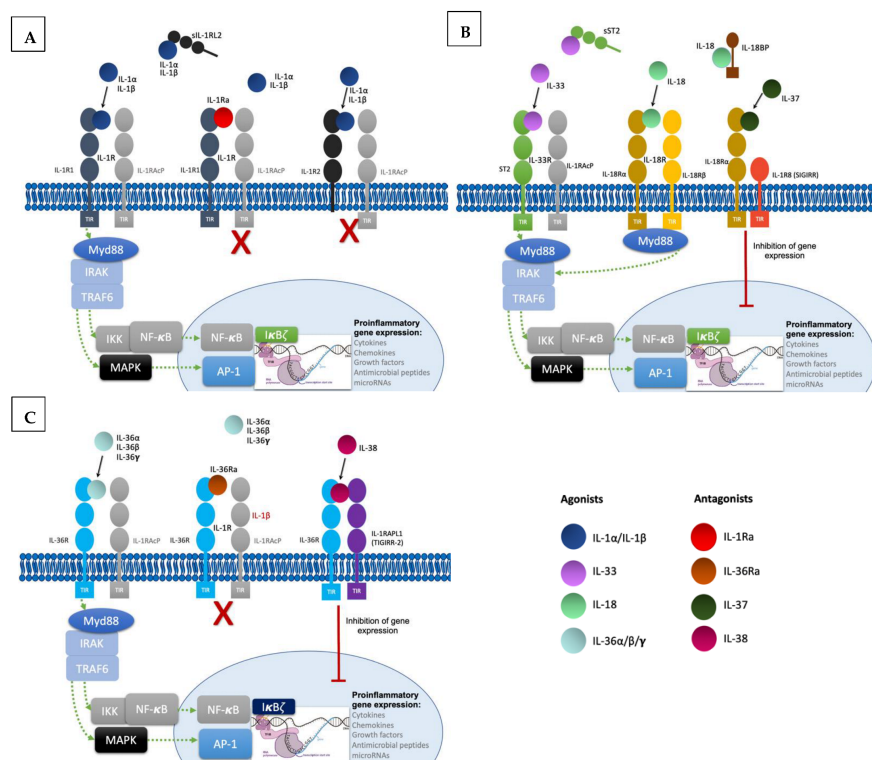 A
sIL-1RL2
IL-1α
IL-1β
IL-1α
IL-1β
IL-1α
IL-1β
IL-1Ra
IL-1α
IL-1β
IL-1R
IL-1R
IL-1R1
IL-1RAcP
IL-1R1
IL-1RAcP
IL-1R2
IL-1RAcP
TIR
TIR
TIR
TIR
TIR
X
X
Myd88
IRAK
TRAF6
IKK
NF-κB
MAPK
NF-κB
IκBζ
AP-1
Proinflammatory
gene expression:
Cytokines
Chemokines
Growth factors
Antimicrobial peptides
microRNAs
B
sST2
IL-33
IL-18
IL-18
IL-18BP
IL-37
IL-33R
ST2
IL-1RAcP
IL-18R
IL-18Rα
IL-18Rβ
IL-18Rα
IL-1R8 (SIGIRR)
TIR
TIR
TIR
TIR
TIR
TIR
Myd88
Myd88
IRAK
TRAF6
Inhibition of gene
expression
IKK
NF-κB
MAPK
NF-κB
IκBζ
AP-1
Proinflammatory
gene expression:
Cytokines
Chemokines
Growth factors
Antimicrobial peptides
microRNAs
C
IL-36α
IL-36β
IL-36γ
IL-36α
IL-36β
IL-36γ
IL-36Ra
IL-38
IL-1R
IL-1β
IL-36R
IL-1RAcP
IL-36R
IL-1RAcP
IL-36R
IL-1RAPL1
(TIGIRR-2)
TIR
TIR
TIR
TIR
TIR
TIR
X
Myd88
IRAK
TRAF6
Inhibition of gene
expression
IKK
NF-κB
MAPK
NF-κB
IκBζ
AP-1
Proinflammatory
gene expression:
Cytokines
Chemokines
Growth factors
Antimicrobial peptides
microRNAs
Agonists
IL-1α/IL-1β
IL-33
IL-18
IL-36α/β/γ
Antagonists
IL-1Ra
IL-36Ra
IL-37
IL-38